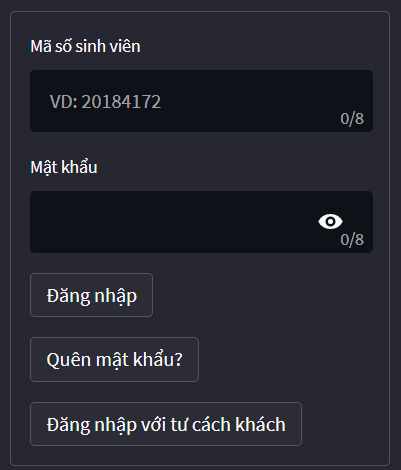 Mã số sinh viên
VD: 20184172
0/8
Mật khẩu
0/8
Đăng nhập
Quên mật khẩu?
Đăng nhập với tư cách khách